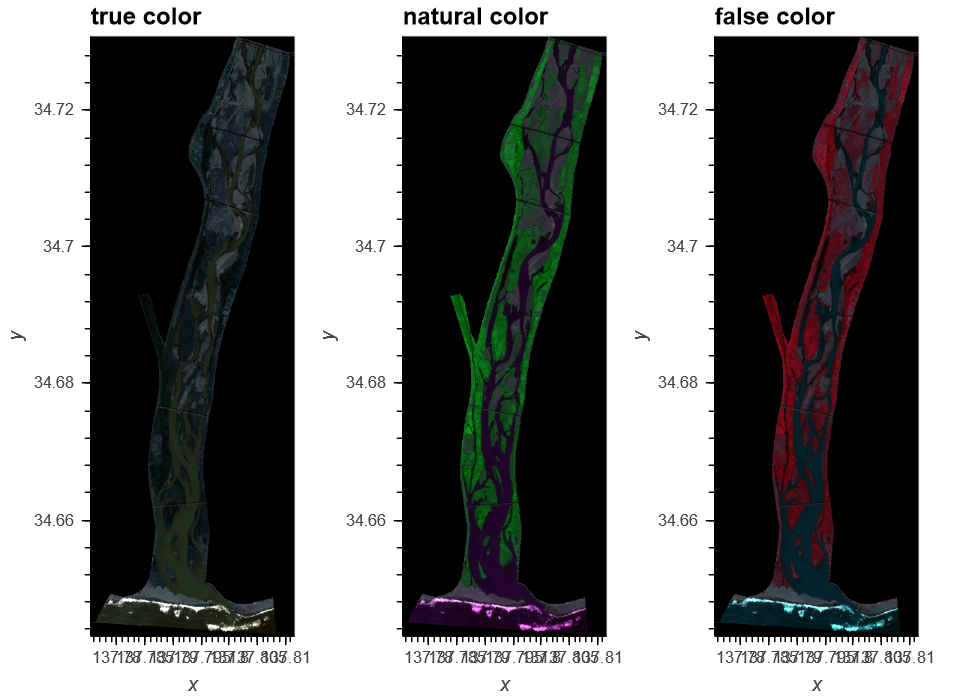 true color
natural color
false color
34.72
34.7
34.68
34.66
y
x
34.72
34.7
34.68
34.66
y
x
34.72
34.7
34.68
34.66
y
x